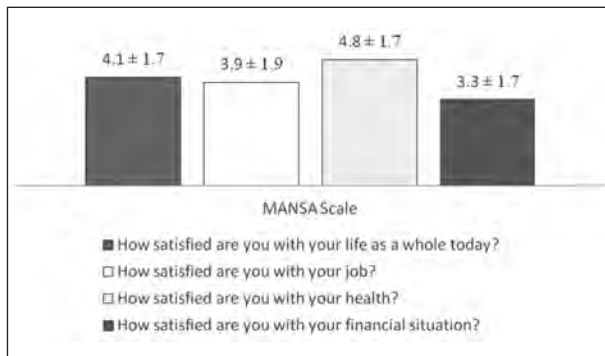 4.1 ± 1.7
3.9 ± 1.9
4.8 ± 1.7
3.3 ± 1.7
MANSA Scale
How satisfied are you with your life as a whole today?
How satisfied are you with your job?
How satisfied are you with your health?
How satisfied are you with your financial situation?